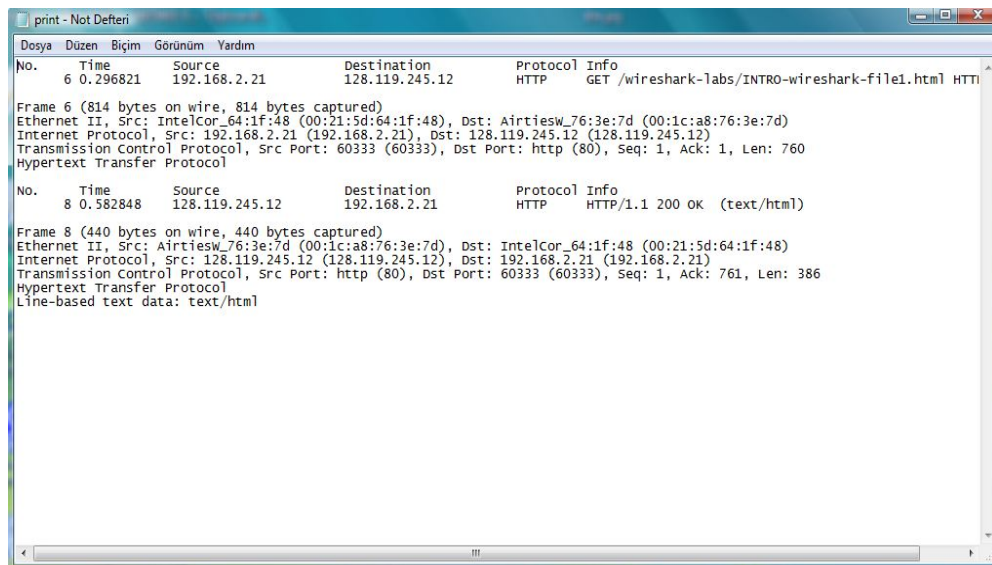 print - Not Defteri
Dosya Düzen Biçim Görünüm Yardım
No. Time Source Destination Protocol Info
6 0.296821 192.168.2.21 128.119.245.12 HTTP GET /wireshark-labs/INTRO-wireshark-file1.html
Frame 6 (814 bytes on wire, 814 bytes captured)
Ethernet II, Src: IntelCor_64:1f:48 (00:21:5d:64:1f:48), Dst: AirtiesW_76:3e:7d (00:1c:a8:76:3e:7d)
Internet Protocol, Src: 192.168.2.21 (192.168.2.21), Dst: 128.119.245.12 (128.119.245.12)
Transmission Control Protocol, Src Port: 60333 (60333), Dst Port: http (80), Seq: 1, Ack: 1, Len: 760
Hypertext Transfer Protocol
No. Time Source Destination Protocol Info
8 0.582848 128.119.245.12 192.168.2.21 HTTP HTTP/1.1 200 OK (text/html)
Frame 8 (440 bytes on wire, 440 bytes captured)
Ethernet II, Src: AirtiesW_76:3e:7d (00:1c:a8:76:3e:7d), Dst: IntelCor_64:1f:48 (00:21:5d:64:1f:48)
Internet Protocol, Src: 128.119.245.12 (128.119.245.12), Dst: 192.168.2.21 (192.168.2.21)
Transmission Control Protocol, Src Port: http (80), Dst Port: 60333 (60333), Seq: 1, Ack: 761, Len: 386
Hypertext Transfer Protocol
Line-based text data: text/html